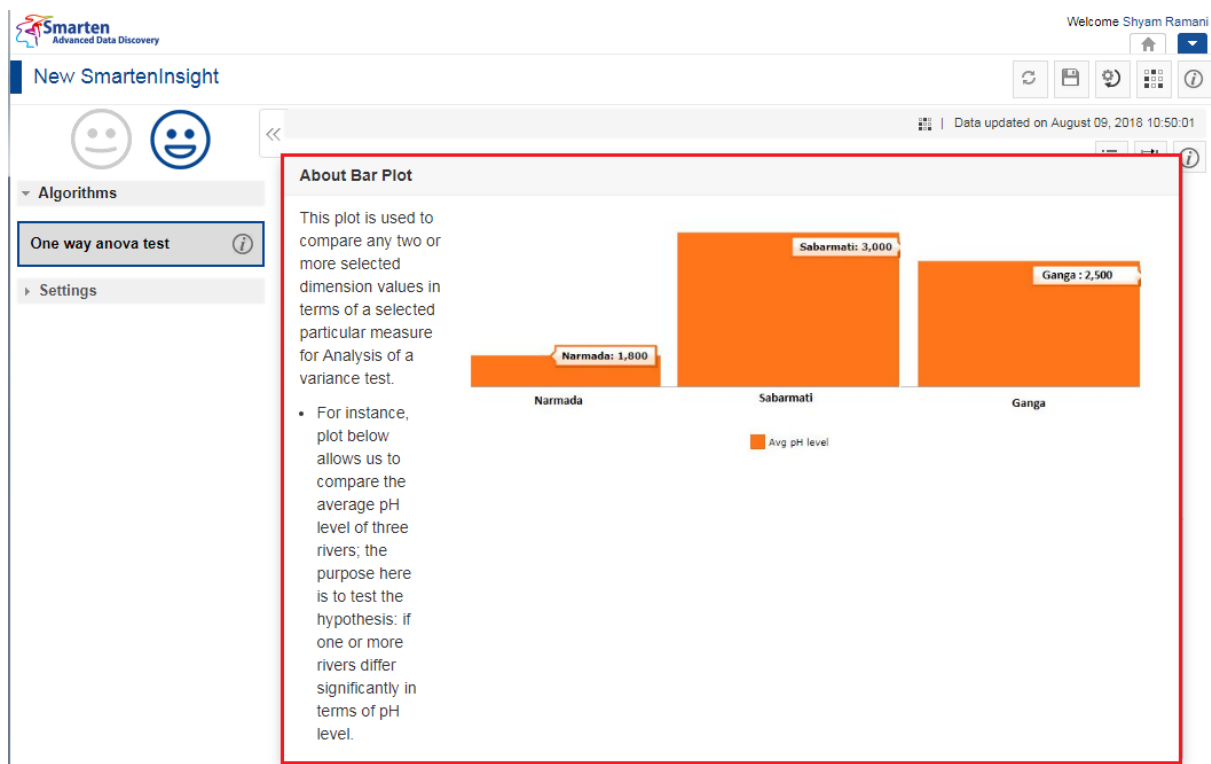 Smarten
Advanced Data Discovery
Welcome Shyam Ramani
New SmartenInsight
Data updated on August 09, 2018 10:50:01
Algorithms
One way anova test
Settings
About Bar Plot
This plot is used to
compare any two or
more selected
dimension values in
terms of a selected
particular measure
for Analysis of a
variance test.
• For instance,
plot below
allows us to
compare the
average pH
level of three
rivers; the
purpose here
is to test the
hypothesis: if
one or more
rivers differ
significantly in
terms of pH
level.
Sabarmati: 3,000
Ganga : 2,500
Narmada: 1,800
Narmada
Sabarmati
Ganga
Avg pH level